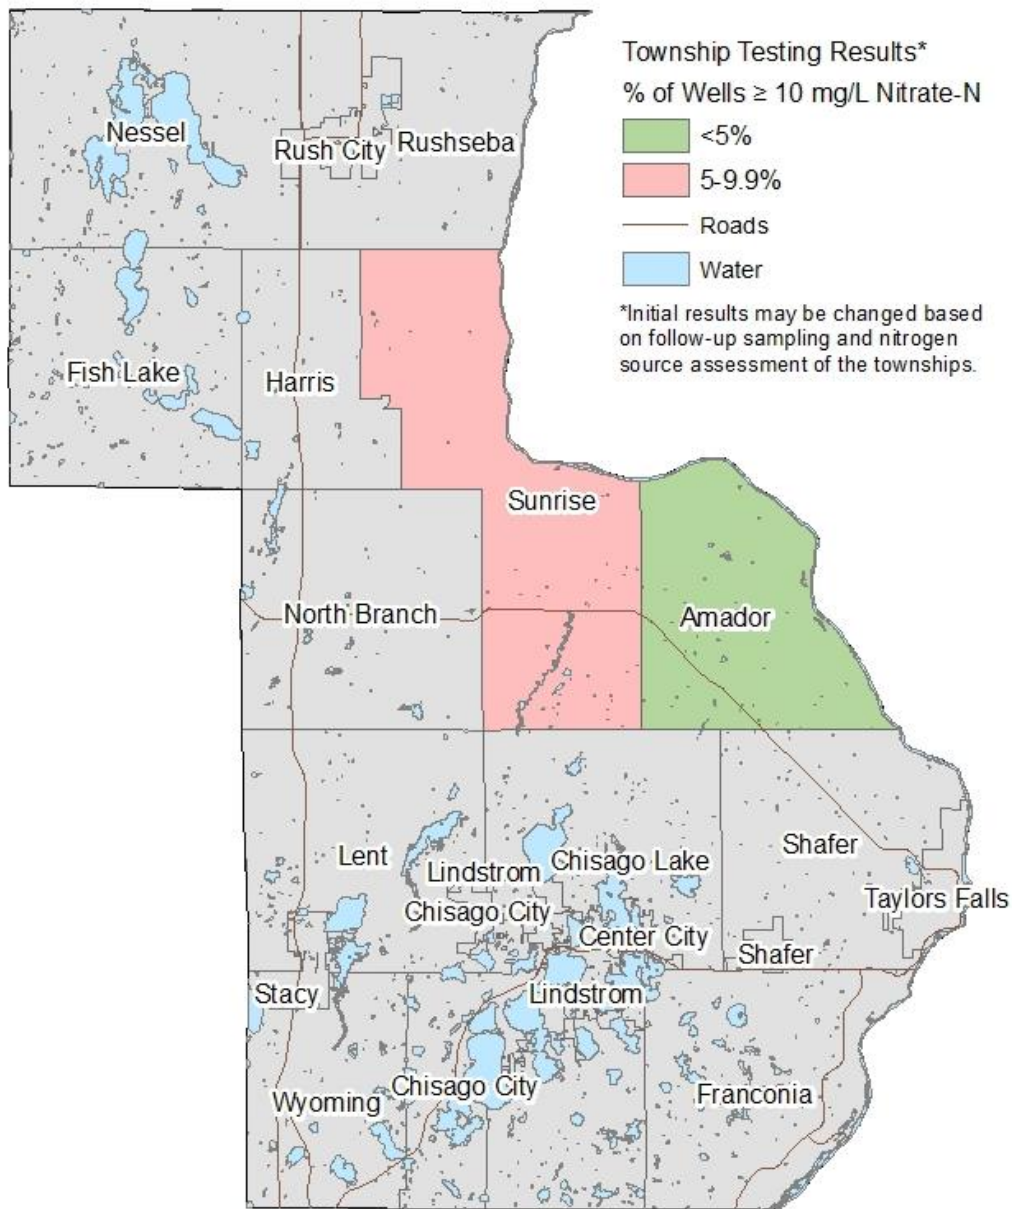 Township Testing Results*
% of Wells ≥ 10 mg/L Nitrate-N
<5%
5-9.9%
Roads
Water
*Initial results may be changed based
on follow-up sampling and nitrogen
source assessment of the townships.
Nessel
Rush City
Rushseba
Fish Lake
Harris
Sunrise
North Branch
Amador
Lent
Lindstrom
Chisago Lake
Shafer
Chisago City
Taylors Falls
Center City
Shafer
Stacy
Lindstrom
Wyoming
Chisago City
Franconia